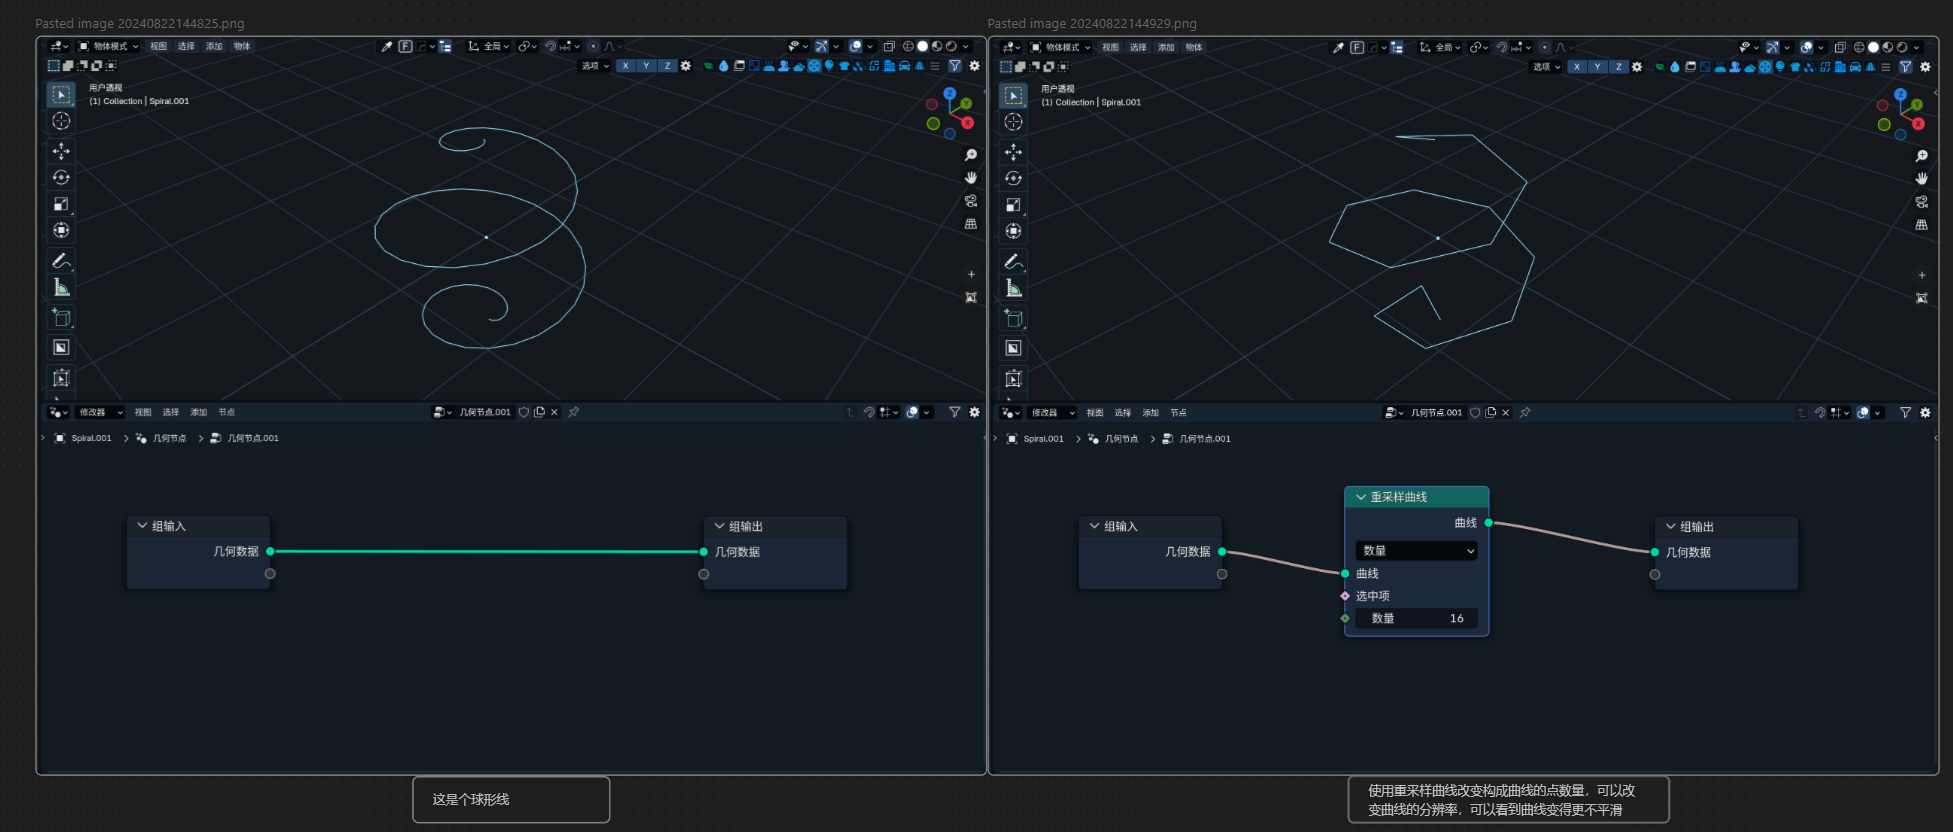 Pasted image 20240822144825.png
物体模式 视图 选择 添加 物体
全局
选项 X Y Z
用户透视
(1) Collection | Spiral.001
Z
Y
X
修改器 视图 选择 添加 节点
几何节点.001
Spiral.001 几何节点 几何节点.001
组输入
几何数据
组输出
几何数据
这是个球形线
Pasted image 20240822144929.png
物体模式 视图 选择 添加 物体
全局
选项 X Y Z
用户透视
(1) Collection | Spiral.001
Z
Y
X
修改器 视图 选择 添加 节点
几何节点.001
Spiral.001 几何节点 几何节点.001
组输入
几何数据
重采样曲线
曲线
数量
曲线
选中项
数量 16
组输出
几何数据
使用重采样曲线改变构成曲线的点数量，可以改
变曲线的分辨率，可以看到曲线变得更不平滑